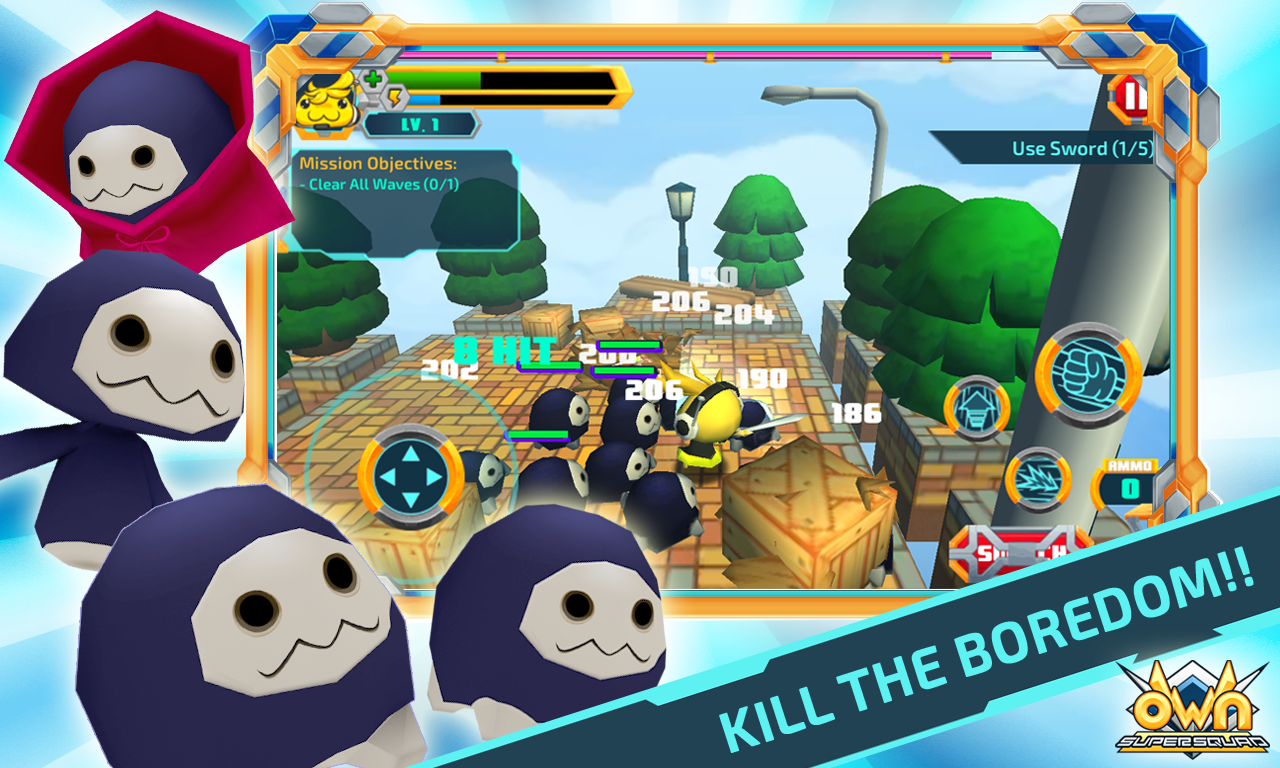 LV. 1
Mission Objectives:
- Clear All Waves (0/1)
Use Sword (1/5)
190
206
204
8 HIT
202
206
190
186
AMMO
0
KILL THE BOREDOM!!
OWN
SUPERSQUAD